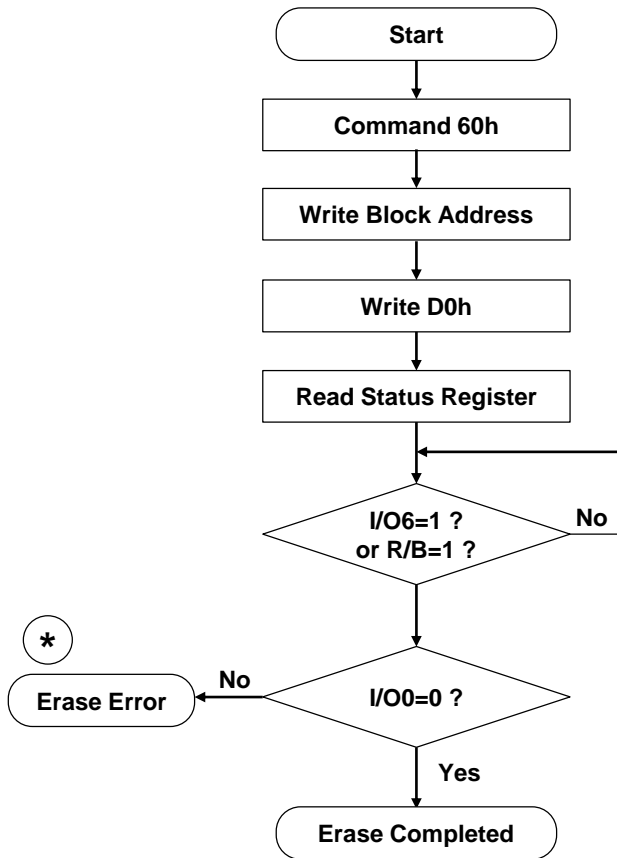 Start
Command 60h
Write Block Address
Write D0h
Read Status Register
I/O6=1 ?
or R/B=1 ?
No
*
Erase Error
No
I/O0=0 ?
Yes
Erase Completed